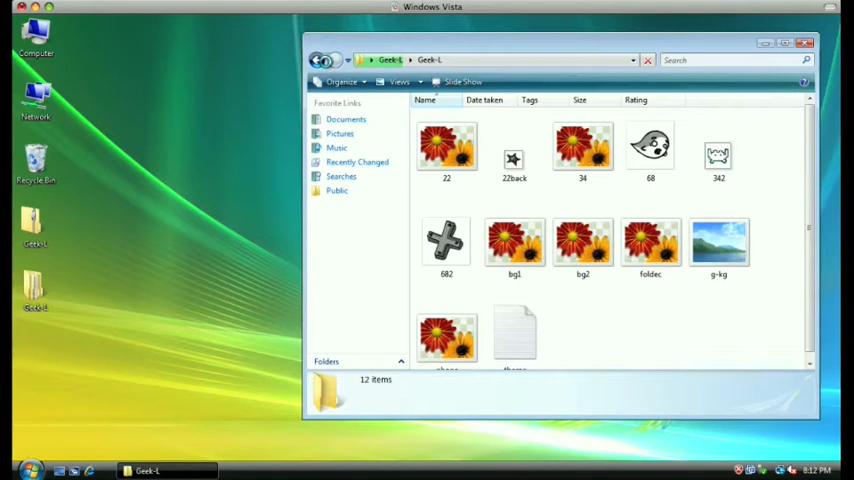 Windows Vista
Computer
Network
Recycle Bin
Geek-L
Geek-L
Geek-L Geek-L
Search
Organize Views Slide Show
Favorite Links
Documents
Pictures
Music
Recently Changed
Searches
Public
Folders
Name Date taken Tags Size Rating
22 22back 34 68 342
682 bg1 bg2 foldec g-kg
12 items
Geek-L
8:12 PM